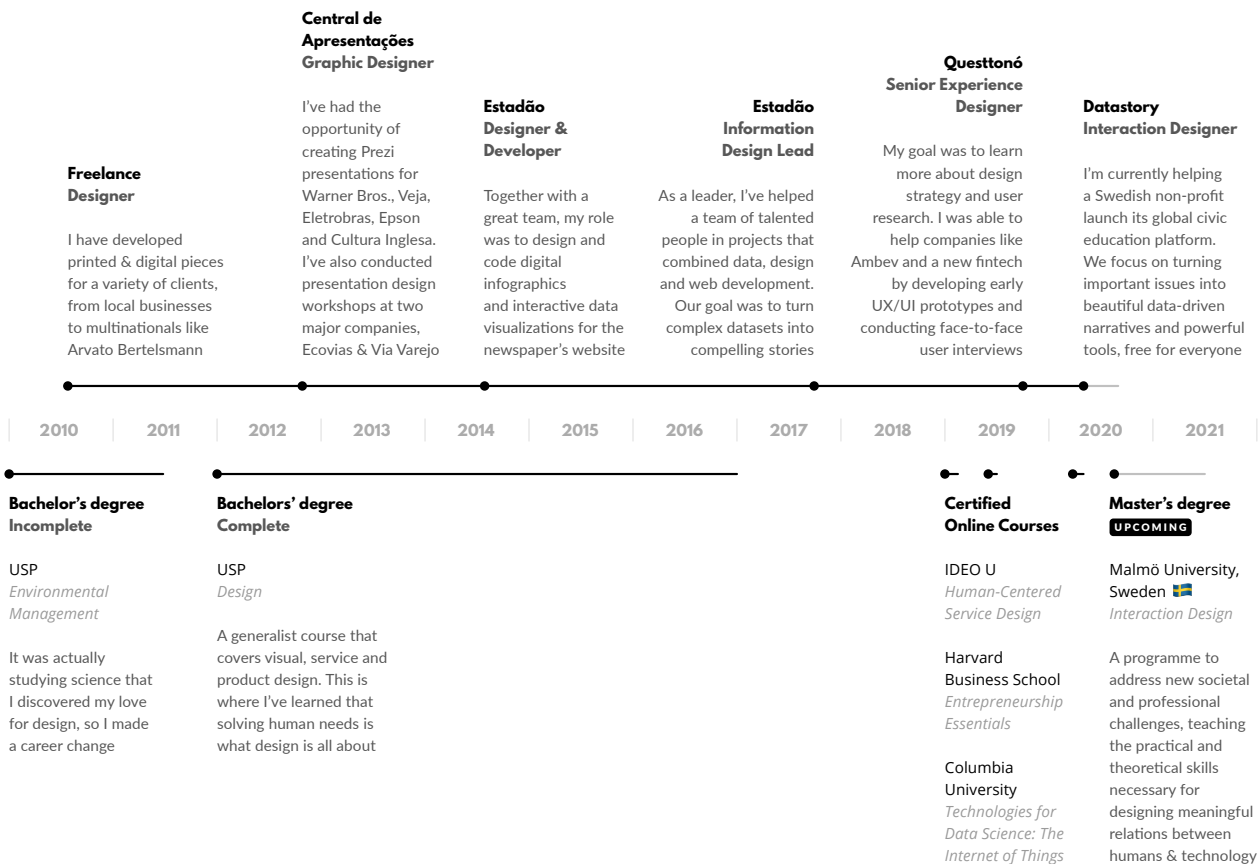 Freelance
Designer
I have developed
printed & digital pieces
for a variety of clients,
from local businesses
to multinationals like
Arvato Bertelsmann
Central de
Apresentações
Graphic Designer
I’ve had the
opportunity of
creating Prezi
presentations for
Warner Bros., Veja,
Eletrobras, Epson
and Cultura Inglesa.
I’ve also conducted
presentation design
workshops at two
major companies,
Ecovias & Via Varejo
Estadão
Designer &
Developer
Together with a
great team, my role
was to design and
code digital
infographics
and interactive data
visualizations for the
newspaper’s website
Estadão
Information
Design Lead
As a leader, I’ve helped
a team of talented
people in projects that
combined data, design
and web development.
Our goal was to turn
complex datasets into
compelling stories
Questtonó
Senior Experience
Designer
My goal was to learn
more about design
strategy and user
research. I was able to
help companies like
Ambev and a new fintech
by developing early
UX/UI prototypes and
conducting face-to-face
user interviews
Datastory
Interaction Designer
I’m currently helping
a Swedish non-profit
launch its global civic
education platform.
We focus on turning
important issues into
beautiful data-driven
narratives and powerful
tools, free for everyone
2010 2011 2012 2013 2014 2015 2016 2017 2018 2019 2020 2021
Bachelor’s degree
Incomplete
USP
Environmental
Management
It was actually
studying science that
I discovered my love
for design, so I made
a career change
Bachelors’ degree
Complete
USP
Design
A generalist course that
covers visual, service and
product design. This is
where I’ve learned that
solving human needs is
what design is all about
Certified
Online Courses
IDEO U
Human-Centered
Service Design
Harvard
Business School
Entrepreneurship
Essentials
Columbia
University
Technologies for
Data Science: The
Internet of Things
Master’s degree
UPCOMING
Malmö University,
Sweden 🇸🇪
Interaction Design
A programme to
address new societal
and professional
challenges, teaching
the practical and
theoretical skills
necessary for
designing meaningful
relations between
humans & technology